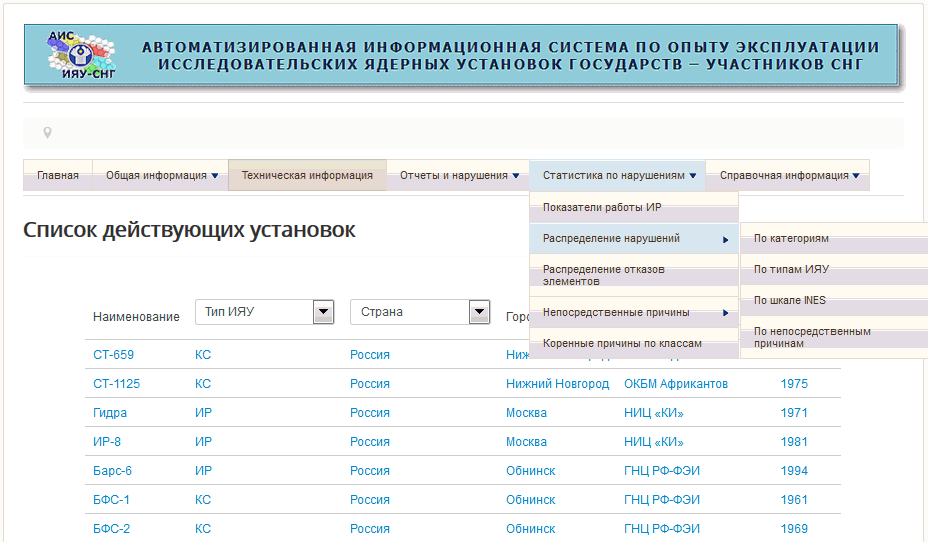 АИС
ИЯУ-СНГ
АВТОМАТИЗИРОВАННАЯ ИНФОРМАЦИОННАЯ СИСТЕМА ПО ОПЫТУ ЭКСПЛУАТАЦИИ
ИССЛЕДОВАТЕЛЬСКИХ ЯДЕРНЫХ УСТАНОВОК ГОСУДАРСТВ – УЧАСТНИКОВ СНГ
Главная Общая информация Техническая информация Отчеты и нарушения Статистика по нарушениям Справочная информация
Показатели работы ИР
Распределение нарушений
Распределение отказов
элементов
Непосредственные причины
Коренные причины по классам
По категориям
По типам ИЯУ
По шкале INES
По непосредственным
причинам
Список действующих установок
Наименование Тип ИЯУ Страна
СТ-659 КС Россия
СТ-1125 КС Россия Нижний Новгород ОКБМ Африкантов 1975
Гидра ИР Россия Москва НИЦ «КИ» 1971
ИР-8 ИР Россия Москва НИЦ «КИ» 1981
Барс-6 ИР Россия Обнинск ГНЦ РФ-ФЭИ 1994
БФС-1 КС Россия Обнинск ГНЦ РФ-ФЭИ 1961
БФС-2 КС Россия Обнинск ГНЦ РФ-ФЭИ 1969